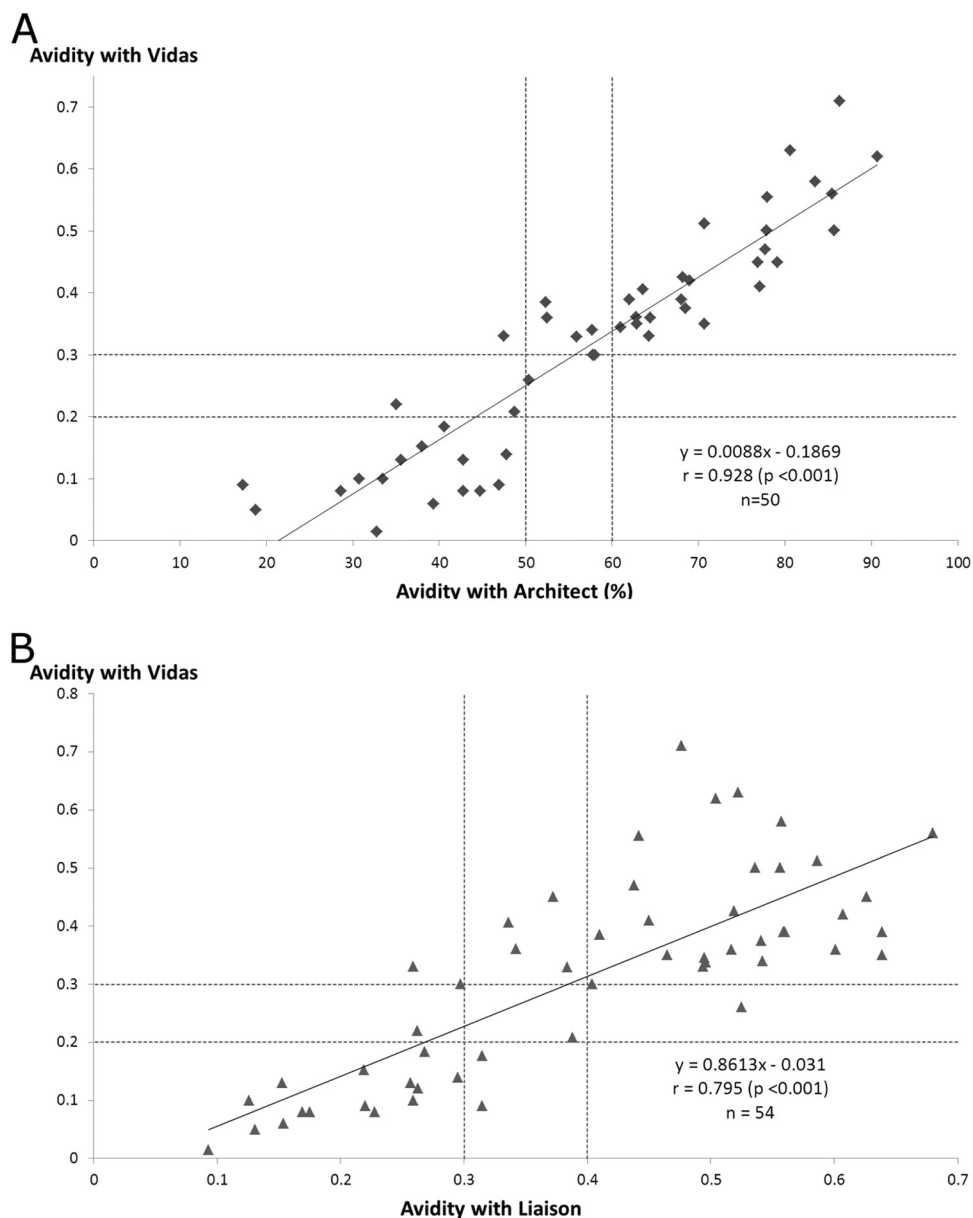 A
Avidity with Vidas
0.7
0.6
0.5
0.4
0.3
0.2
0.1
0
y = 0.0088x - 0.1869
r = 0.928 (p <0.001)
n=50
0 10 20 30 40 50 60 70 80 90 100
Avidity with Architect (%)
B
Avidity with Vidas
0.8
0.7
0.6
0.5
0.4
0.3
0.2
0.1
0
y = 0.8613x - 0.031
r = 0.795 (p <0.001)
n = 54
0 0.1 0.2 0.3 0.4 0.5 0.6 0.7
Avidity with Liaison